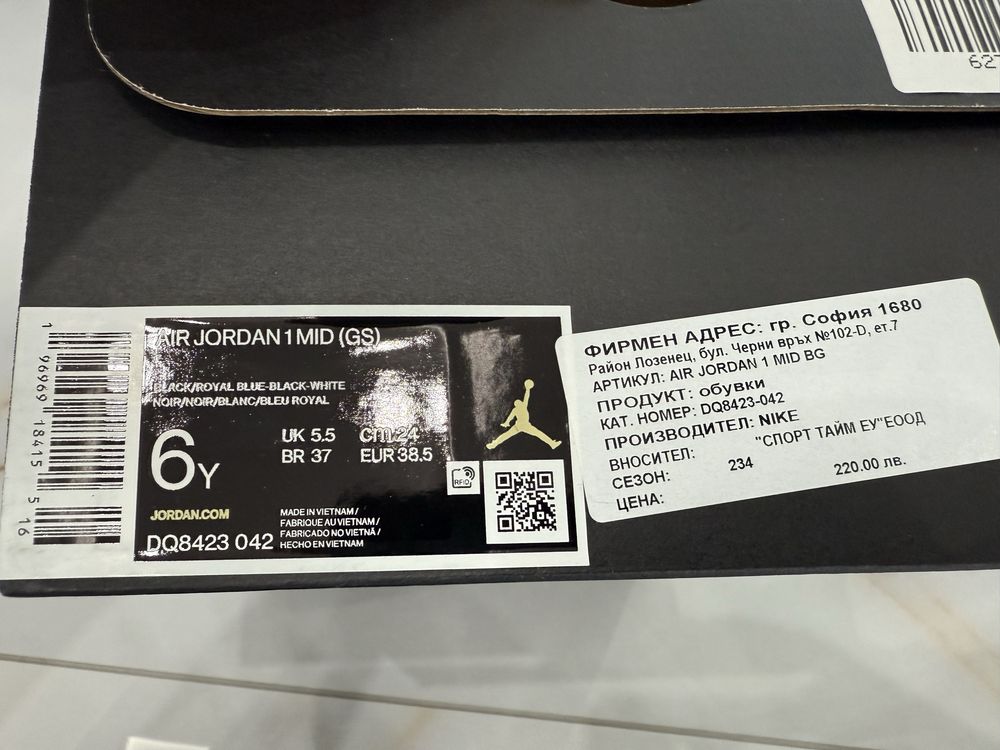 627
AIR JORDAN 1 MID (GS)
BLACK/ROYAL BLUE-BLACK-WHITE
NOIR/NOIR/BLANC/BLEU ROYAL
6Y
UK 5.5 cm 24
BR 37 EUR 38.5
RFID
JORDAN.COM
DQ8423 042
MADE IN VIETNAM /
FABRIQUE AU VIETNAM /
FABRICADO NO VIETNÃ /
HECHO EN VIETNAM
1 96969 18415 5 16
ФИРМЕН АДРЕС: гр. София 1680
Район Лозенец, бул. Черни връх №102-D, ет.7
АРТИКУЛ: AIR JORDAN 1 MID BG
ПРОДУКТ: обувки
КАТ. НОМЕР: DQ8423-042
ПРОИЗВОДИТЕЛ: NIKE
ВНОСИТЕЛ: "СПОРТ ТАЙМ ЕУ"ЕООД
СЕЗОН: 234
ЦЕНА: 220.00 лв.